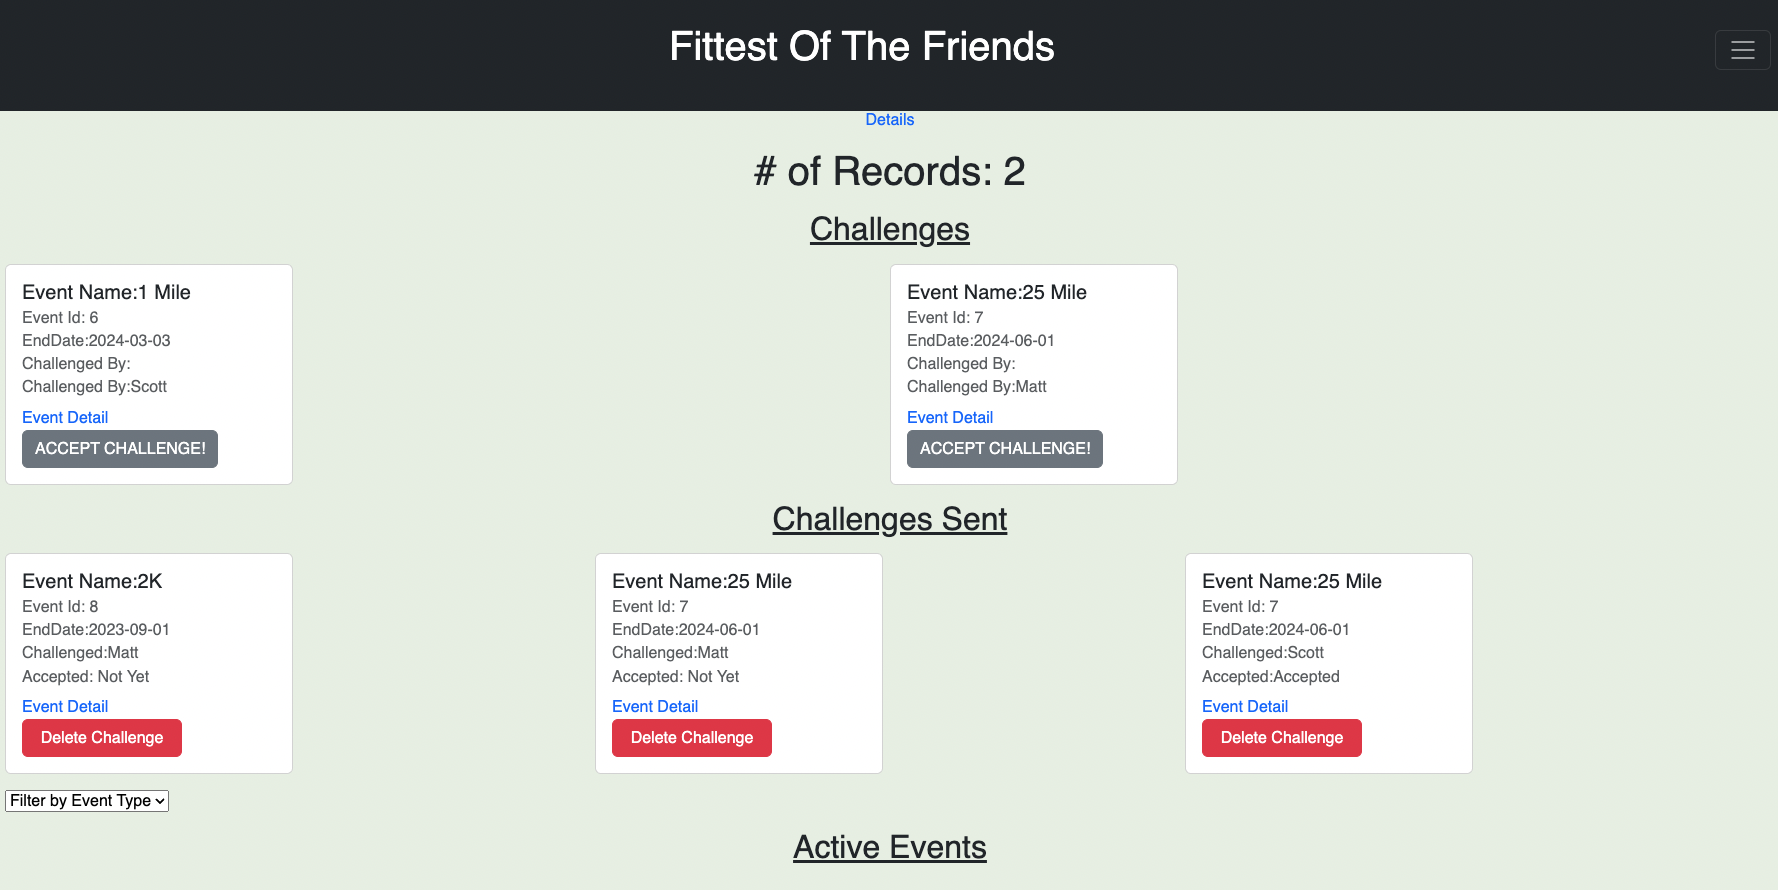 Fittest Of The Friends
Details
# of Records: 2
Challenges
Event Name:1 Mile
Event Id: 6
EndDate:2024-03-03
Challenged By:
Challenged By:Scott
Event Detail
ACCEPT CHALLENGE!
Event Name:25 Mile
Event Id: 7
EndDate:2024-06-01
Challenged By:
Challenged By:Matt
Event Detail
ACCEPT CHALLENGE!
Challenges Sent
Event Name:2K
Event Id: 8
EndDate:2023-09-01
Challenged:Matt
Accepted: Not Yet
Event Detail
Delete Challenge
Event Name:25 Mile
Event Id: 7
EndDate:2024-06-01
Challenged:Matt
Accepted: Not Yet
Event Detail
Delete Challenge
Event Name:25 Mile
Event Id: 7
EndDate:2024-06-01
Challenged:Scott
Accepted:Accepted
Event Detail
Delete Challenge
Filter by Event Type
Active Events